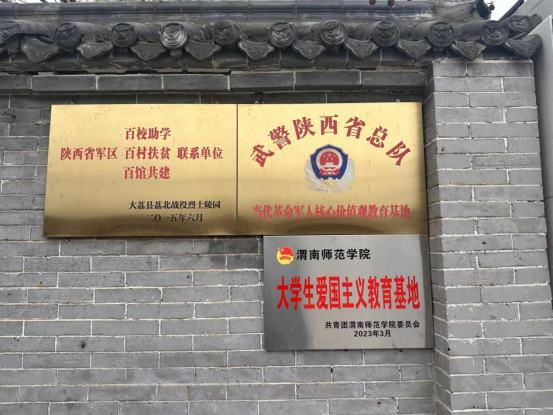 百校助学
陕西省军区 百村扶贫 联系单位
百馆共建
大荔县荔北战役烈士陵园
二〇一五年六月
武警陕西省总队
当代革命军人核心价值观教育基地
渭南师范学院
大学生爱国主义教育基地
共青团渭南师范学院委员会
2023年3月